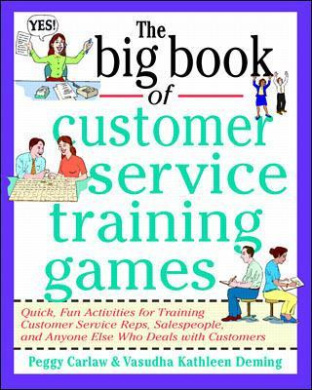 YES!
The
big book
of
customer
service
training
games
Quick, Fun Activities for Training
Customer Service Reps, Salespeople,
and Anyone Else Who Deals with Customers
Peggy Carlaw & Vasudha Kathleen Deming